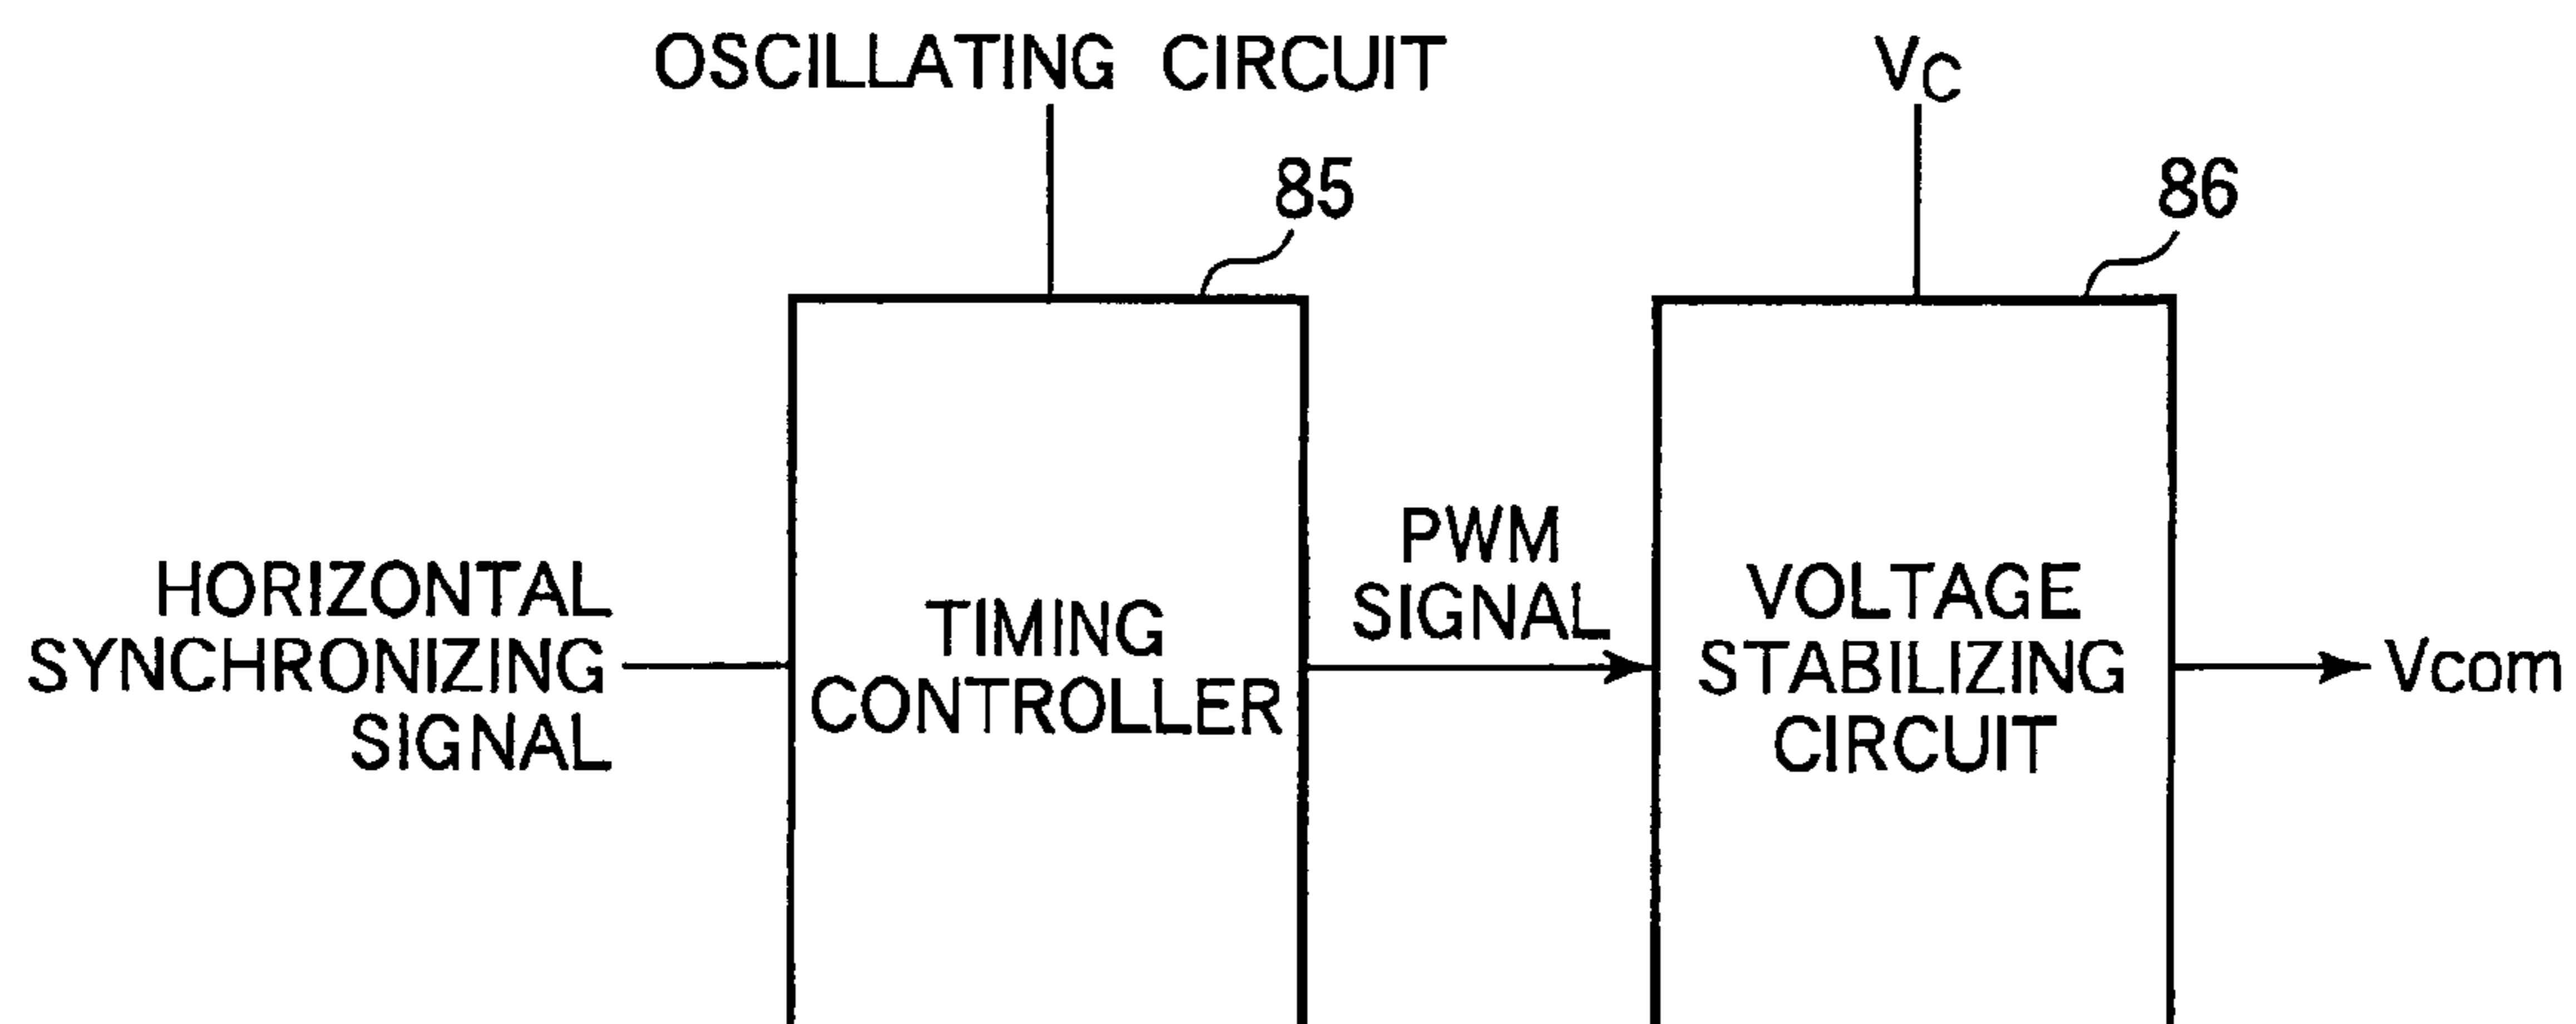 OSCILLATING CIRCUIT
VC
85
86
HORIZONTAL
SYNCHRONIZING
SIGNAL
TIMING
CONTROLLER
PWM
SIGNAL
VOLTAGE
STABILIZING
CIRCUIT
Vcom